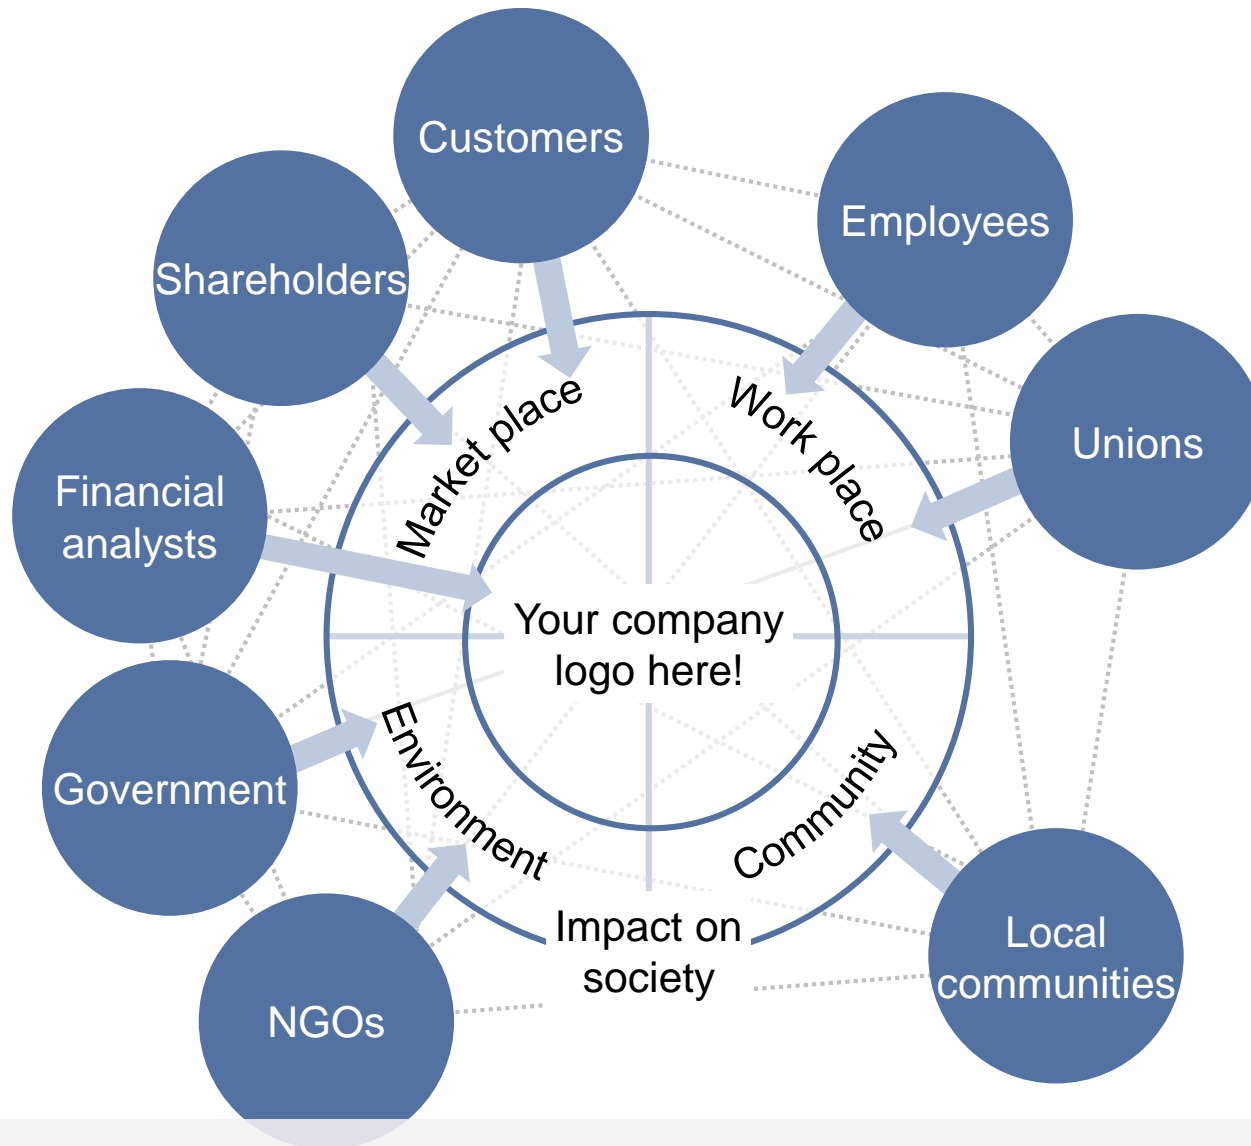 Customers
Employees
Shareholders
Unions
Financial
analysts
Market place
Work place
Your company
logo here!
Government
Environment
Community
Impact on
society
Local
communities
NGOs